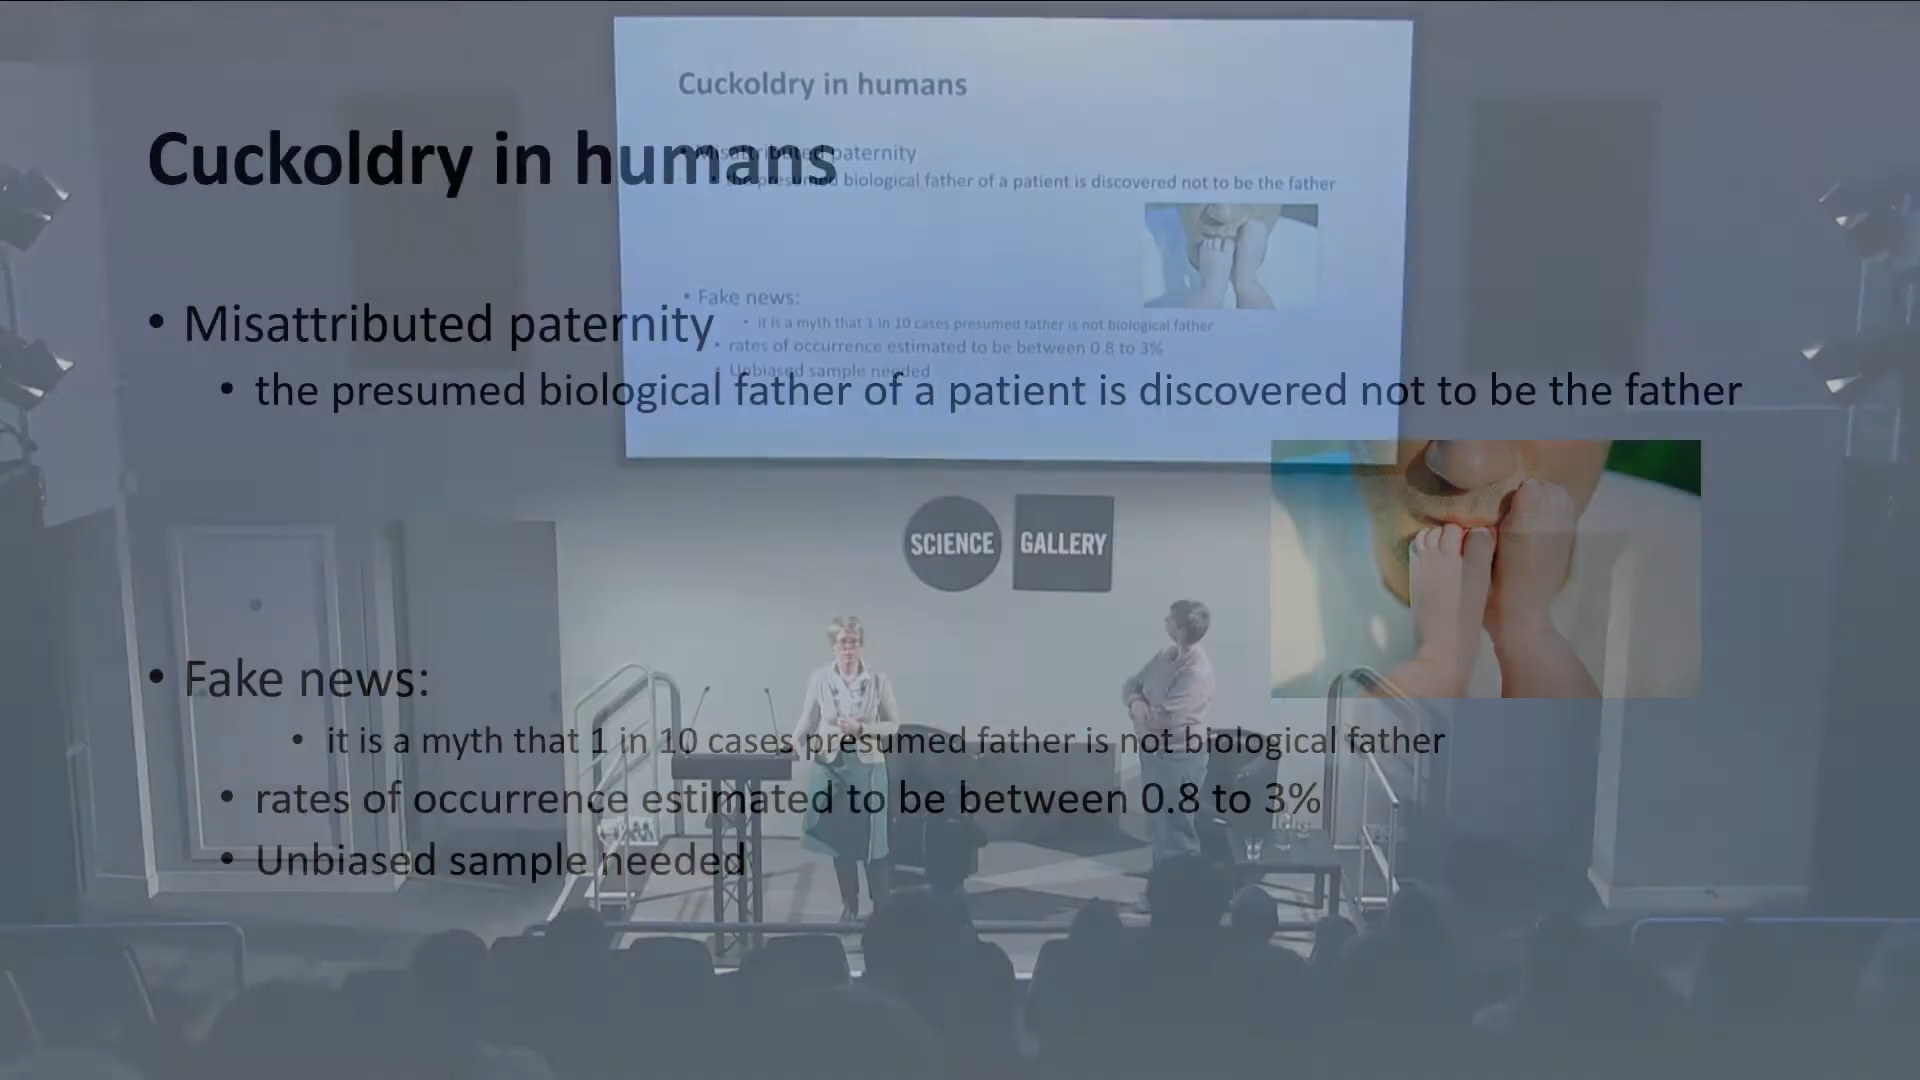 Cuckoldry in humans
• Misattributed paternity
• the presumed biological father of a patient is discovered not to be the father
• Fake news:
• it is a myth that 1 in 10 cases presumed father is not biological father
• rates of occurrence estimated to be between 0.8 to 3%
• Unbiased sample needed
Cuckoldry in humans
• Misattributed paternity
• the presumed biological father of a patient is discovered not to be the father
• Fake news:
• it is a myth that 1 in 10 cases presumed father is not biological father
• rates of occurrence estimated to be between 0.8 to 3%
• Unbiased sample needed
SCIENCE GALLERY